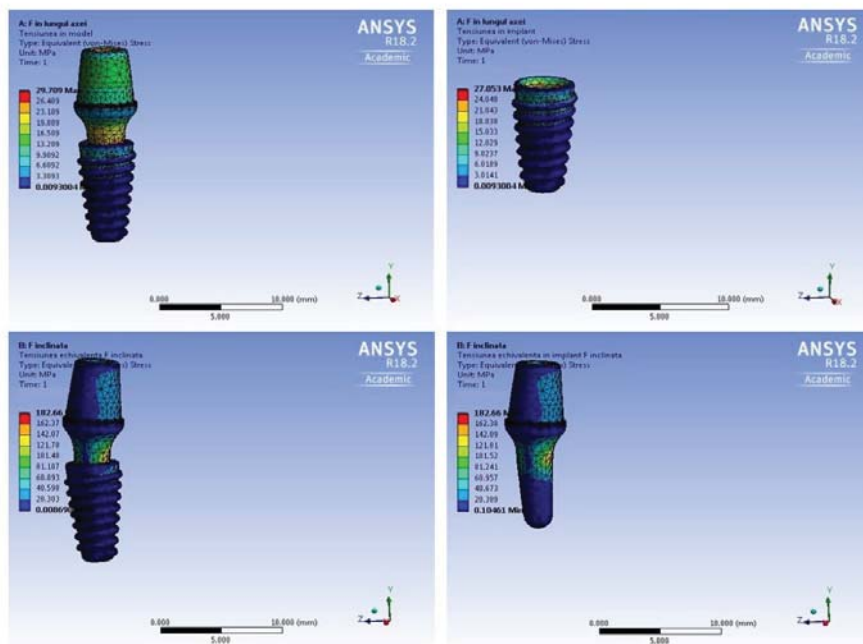 A: F in lungul axei
Tensiunea in model
Type: Equivalent (von-Mises) Stress
Unit: MPa
Time: 1
ANSYS
R18.2
Academic
29.709 Ma
26.409
23.109
19.809
16.509
13.209
9.9092
6.6092
3.3093
0.0093004 M
0.000
10.000 (mm)
5.000
Y
Z
X
A: F in lungul axei
Tensiunea in implant
Type: Equivalent (von-Mises) Stress
Unit: MPa
Time: 1
ANSYS
R18.2
Academic
27.053 Ma
24.048
21.043
18.038
15.033
12.029
9.0237
6.0189
3.0141
0.0093004 M
0.000
10.000 (mm)
5.000
Y
Z
X
B: F inclinata
Tensiunea echivalenta F inclinata
Type: Equivale s) Stress
Unit: MPa
Time: 1
ANSYS
R18.2
Academic
182.66
162.37
142.07
121.78
101.48
81.187
60.893
40.598
20.303
0.000
10.000 (mm)
5.000
Y
Z
B: F inclinata
Tensiunea echivalenta in implant F inclinata
Type: Equivale s) Stress
Unit: MPa
Time: 1
ANSYS
R18.2
Academic
182.66 M
162.38
142.09
121.81
101.52
81.241
60.957
40.673
20.389
0.10461 Min
0.000
10.000 (mm)
5.000
Y
Z